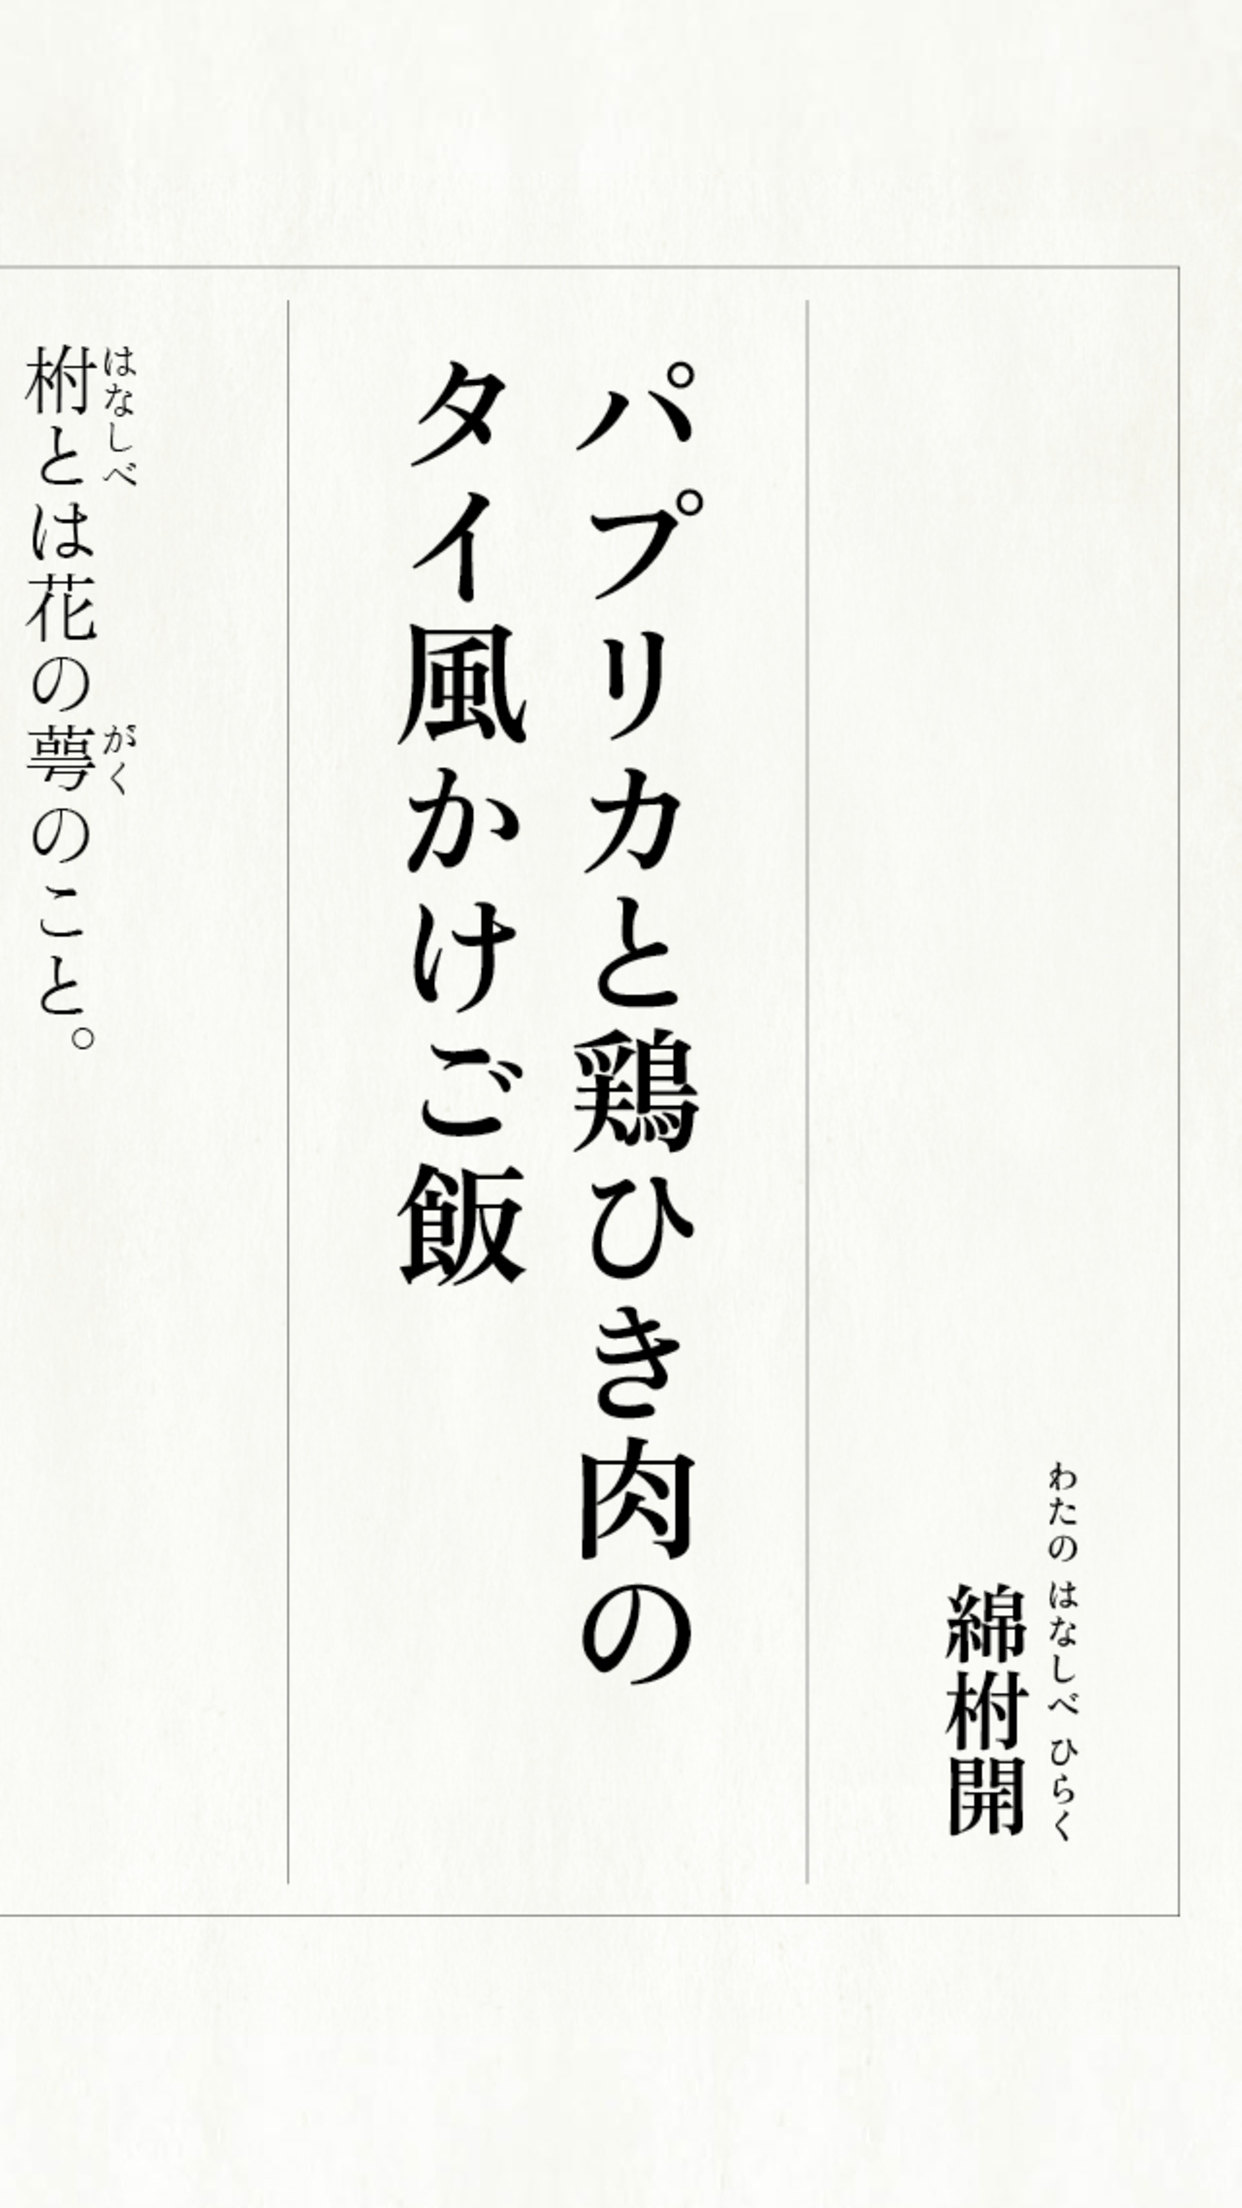 わたの はなしべ ひらく
綿柎開
パプリカと鶏ひき肉の
タイ風かけご飯
はなしべ がく
柎とは花の萼のこと。